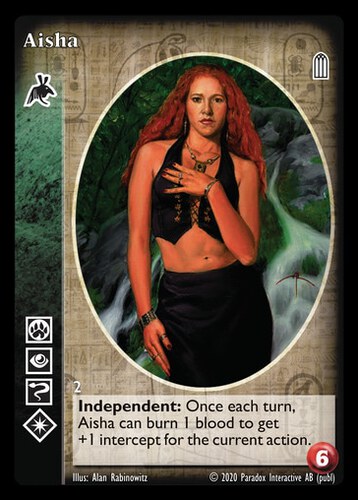 Aisha
2
Independent: Once each turn,
Aisha can burn 1 blood to get
+1 intercept for the current action.
6
Illus: Alan Rabinowitz © 2020 Paradox Interactive AB (publ)